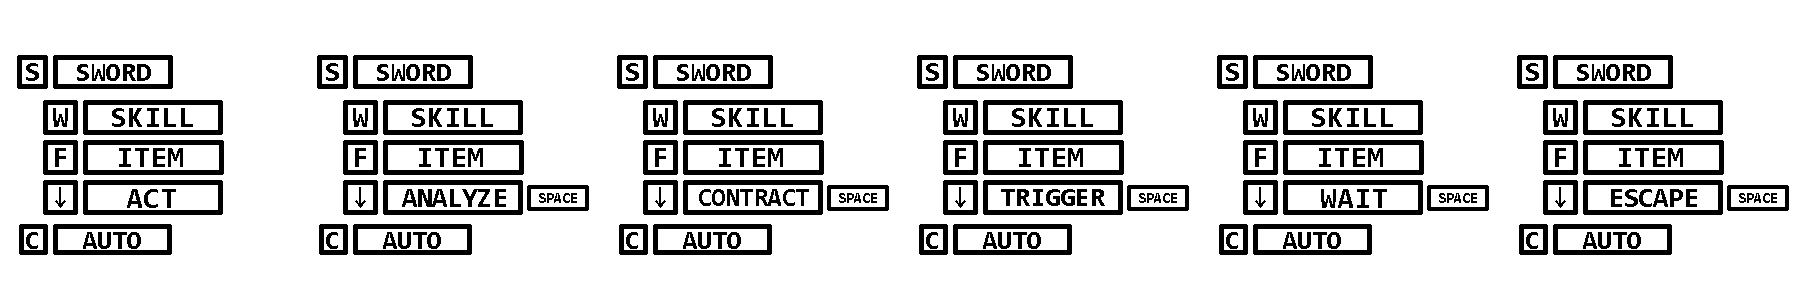 S SWORD
W SKILL
F ITEM
↓ ACT
C AUTO
S SWORD
W SKILL
F ITEM
↓ ANALYZE SPACE
C AUTO
S SWORD
W SKILL
F ITEM
↓ CONTRACT SPACE
C AUTO
S SWORD
W SKILL
F ITEM
↓ TRIGGER SPACE
C AUTO
S SWORD
W SKILL
F ITEM
↓ WAIT SPACE
C AUTO
S SWORD
W SKILL
F ITEM
↓ ESCAPE SPACE
C AUTO